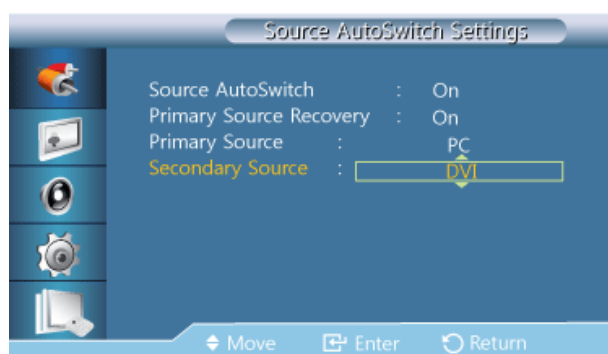 Source AutoSwitch Settings
Source AutoSwitch : On
Primary Source Recovery : On
Primary Source : PC
Secondary Source : DVI
Move Enter Return